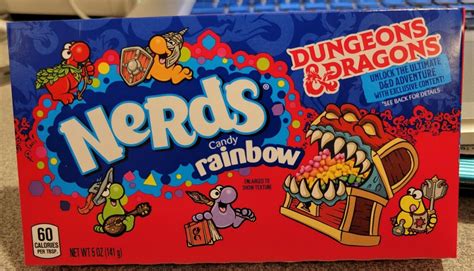 NERdS
Candy
rainbow
ENLARGED TO
SHOW TEXTURE
DUNGEONS
& DRAGONS
UNLOCK THE ULTIMATE
D&D ADVENTURE
WITH EXCLUSIVE CONTENT!
*SEE BACK FOR DETAILS
60
CALORIES
PER TBSP.
NET WT 5 OZ (141 g)